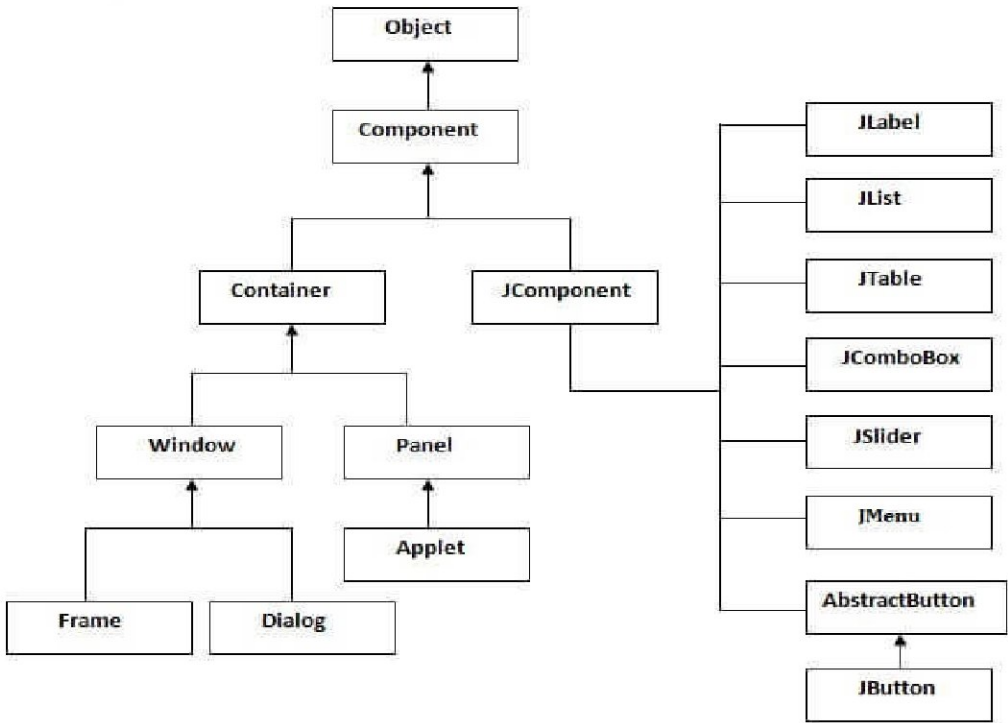 Object
Component
Container
JComponent
Window
Panel
Applet
Frame
Dialog
JLabel
JList
JTable
JComboBox
JSlider
JMenu
AbstractButton
JButton